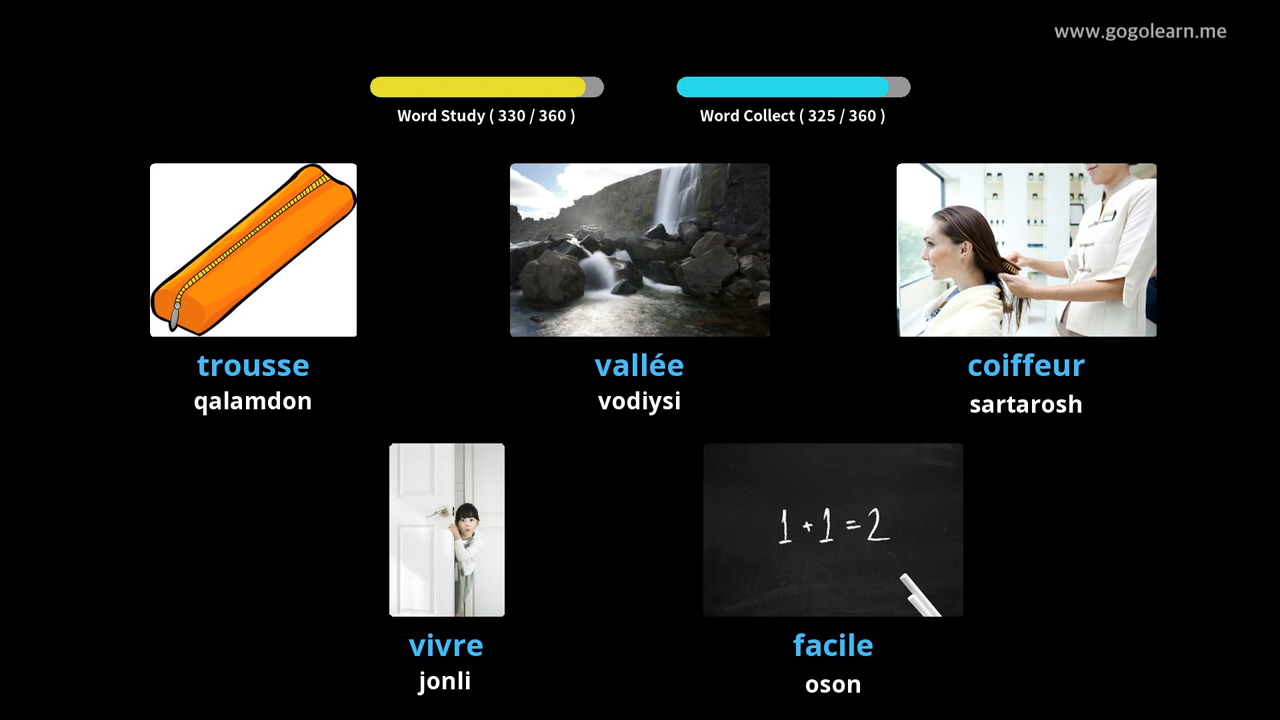 www.gogolearn.me
Word Study ( 330 / 360 )
Word Collect ( 325 / 360 )
trousse
qalamdon
vallée
vodiysi
coiffeur
sartarosh
1 + 1 = 2
vivre
jonli
facile
oson